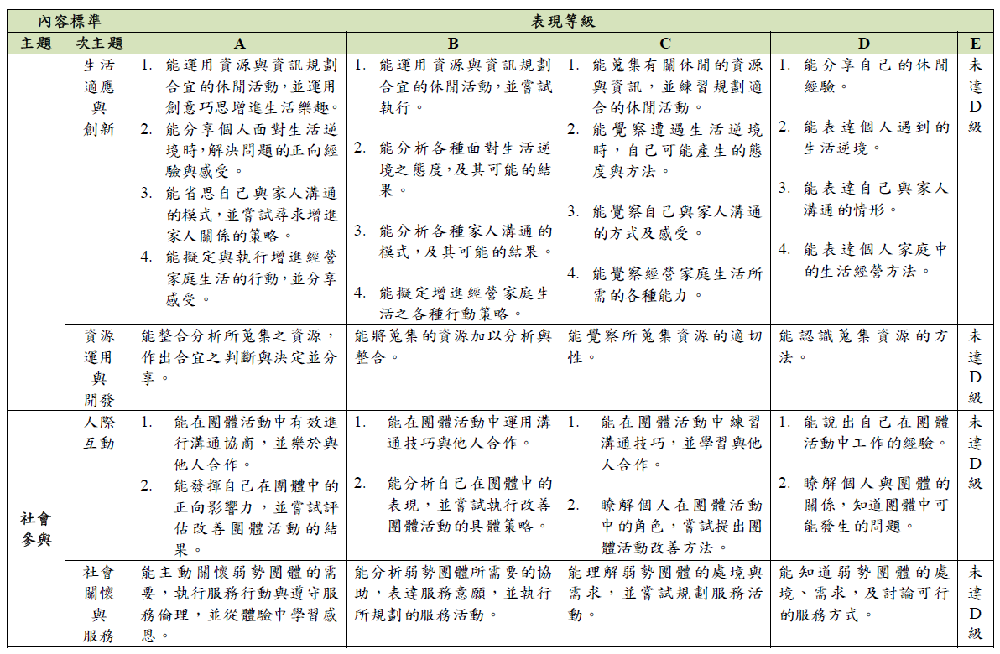 內容標準
表現等級
主題
次主題
A
B
C
D
E
生活
適應
與
創新
1. 能運用資源與資訊規劃
合宜的休閒活動，並運用
創意巧思增進生活樂趣。
2. 能分享個人面對生活逆
境時，解決問題的正向經
驗與感受。
3. 能省思自己與家人溝通
的模式，並嘗試尋求增進
家人關係的策略。
4. 能擬定與執行增進經營
家庭生活的行動，並分享
感受。
1. 能運用資源與資訊規劃
合宜的休閒活動，並嘗試
執行。
2. 能分析各種面對生活逆
境之態度，及其可能的結
果。
3. 能分析各種家人溝通的
模式，及其可能的結果。
4. 能擬定增進經營家庭生
活之各種行動策略。
1. 能蒐集有關休閒的資源
與資訊，並練習規劃適
合的休閒活動。
2. 能覺察遭遇生活逆境
時，自己可能產生的態
度與方法。
3. 能覺察自己與家人溝通
的方式及感受。
4. 能覺察經營家庭生活所
需的各種能力。
1. 能分享自己的休閒
經驗。
2. 能表達個人遇到的
生活逆境。
3. 能表達自己與家人
溝通的情形。
4. 能表達個人家庭中
的生活經營方法。
未
達
D
級
資源
運用
與
開發
能整合分析所蒐集之資源，
作出合宜之判斷與決定並分
享。
能將蒐集的資源加以分析與
整合。
能覺察所蒐集資源的適切
性。
能認識蒐集資源的方
法。
未
達
D
級
社會
參與
人際
互動
1. 能在團體活動中有效進
行溝通協商，並樂於與
他人合作。
2. 能發揮自己在團體中的
正向影響力，並嘗試評
估改善團體活動的結
果。
1. 能在團體活動中運用溝
通技巧與他人合作。
2. 能分析自己在團體中的
表現，並嘗試執行改善
團體活動的具體策略。
1. 能在團體活動中練習
溝通技巧，並學習與他
人合作。
2. 瞭解個人在團體活動
中的角色，嘗試提出團
體活動改善方法。
1. 能說出自己在團體
活動中工作的經驗。
2. 瞭解個人與團體的
關係，知道團體中可
能發生的問題。
未
達
D
級
社會
關懷
與
服務
能主動關懷弱勢團體的需
要，執行服務行動與遵守服
務倫理，並從體驗中學習感
恩。
能分析弱勢團體所需要的協
助，表達服務意願，並執行
所規劃的服務活動。
能理解弱勢團體的處境與
需求，並嘗試規劃服務活
動。
能知道弱勢團體的處
境、需求，及討論可行
的服務方式。
未
達
D
級